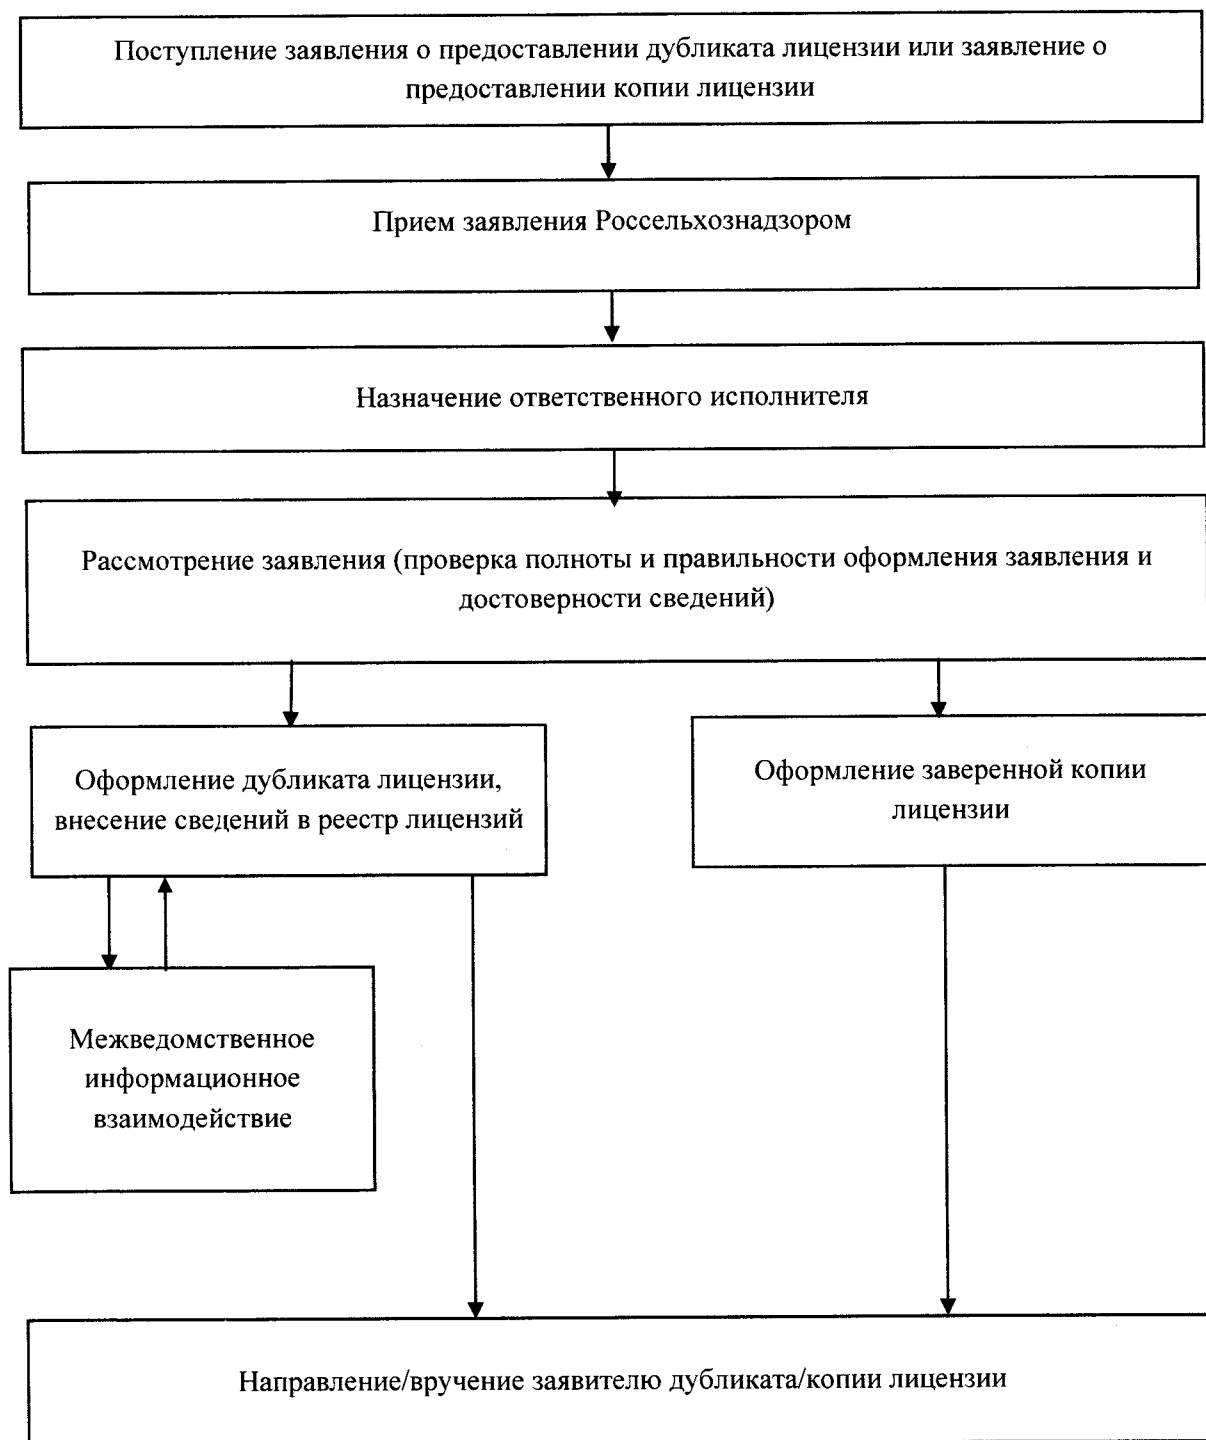 Поступление заявления о предоставлении дубликата лицензии или заявление о
предоставлении копии лицензии
Прием заявления Россельхознадзором
Назначение ответственного исполнителя
Рассмотрение заявления (проверка полноты и правильности оформления заявления и
достоверности сведений)
Оформление дубликата лицензии,
внесение сведений в реестр лицензий
Оформление заверенной копии
лицензии
Межведомственное
информационное
взаимодействие
Направление/вручение заявителю дубликата/копии лицензии